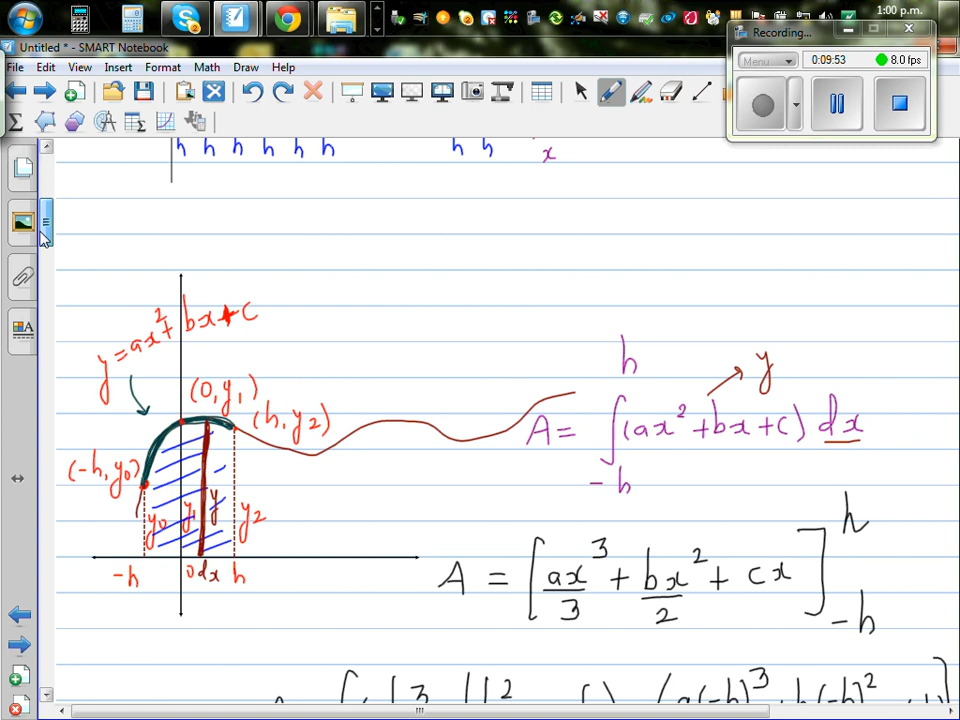 1:00 p.m.
Untitled * - SMART Notebook
Recording...
File Edit View Insert Format Math Draw Help
Menu 0:09:53 8.0 fps
h h h h h h h h x
y = ax² + bx + c
(0, y₁)
(h, y₂)
(-h, y₀)
y₀ y₁ y y₂
-h 0 dx h
y
h
A = ∫(ax² + bx + c) dx
-h
h
A = [ax³/3 + bx²/2 + cx]
-h